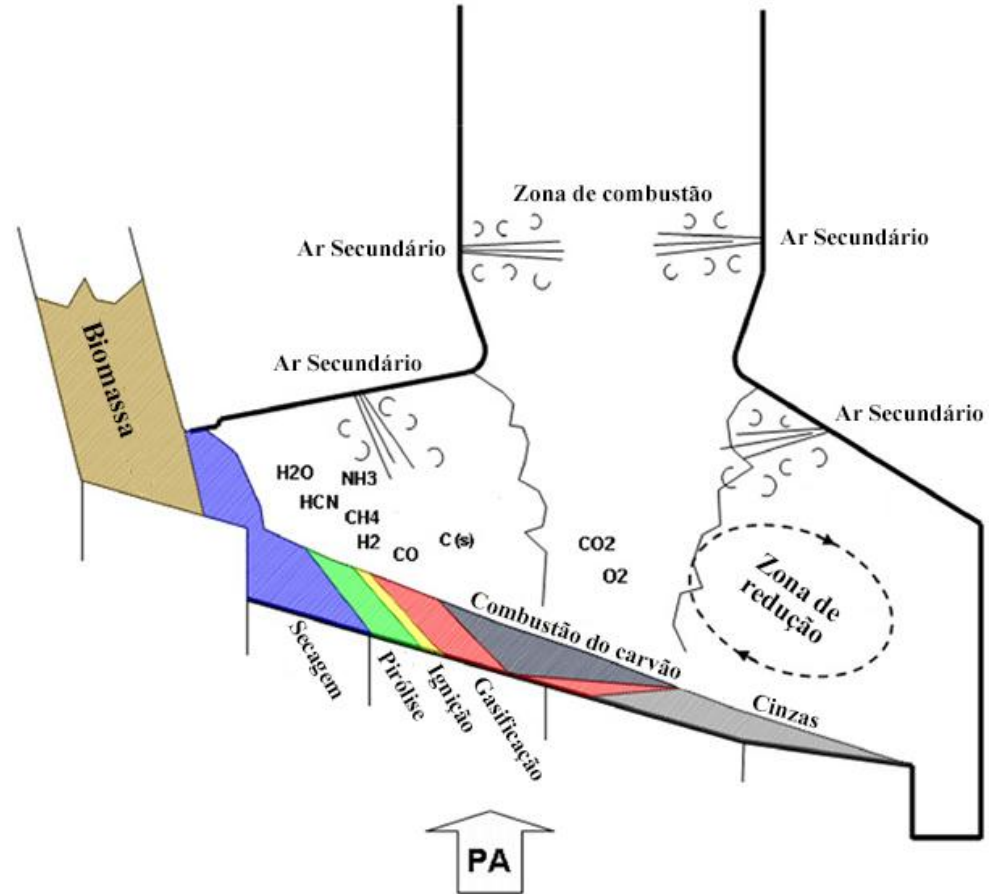 Zona de combustão
Ar Secundário
Ar Secundário
Biomassa
Ar Secundário
Ar Secundário
H2O
NH3
HCN
CH4
H2
CO
C (s)
CO2
O2
Zona de
redução
Combustão do carvão
Cinzas
Secagem
Pirólise
Ignição
Gasificação
PA